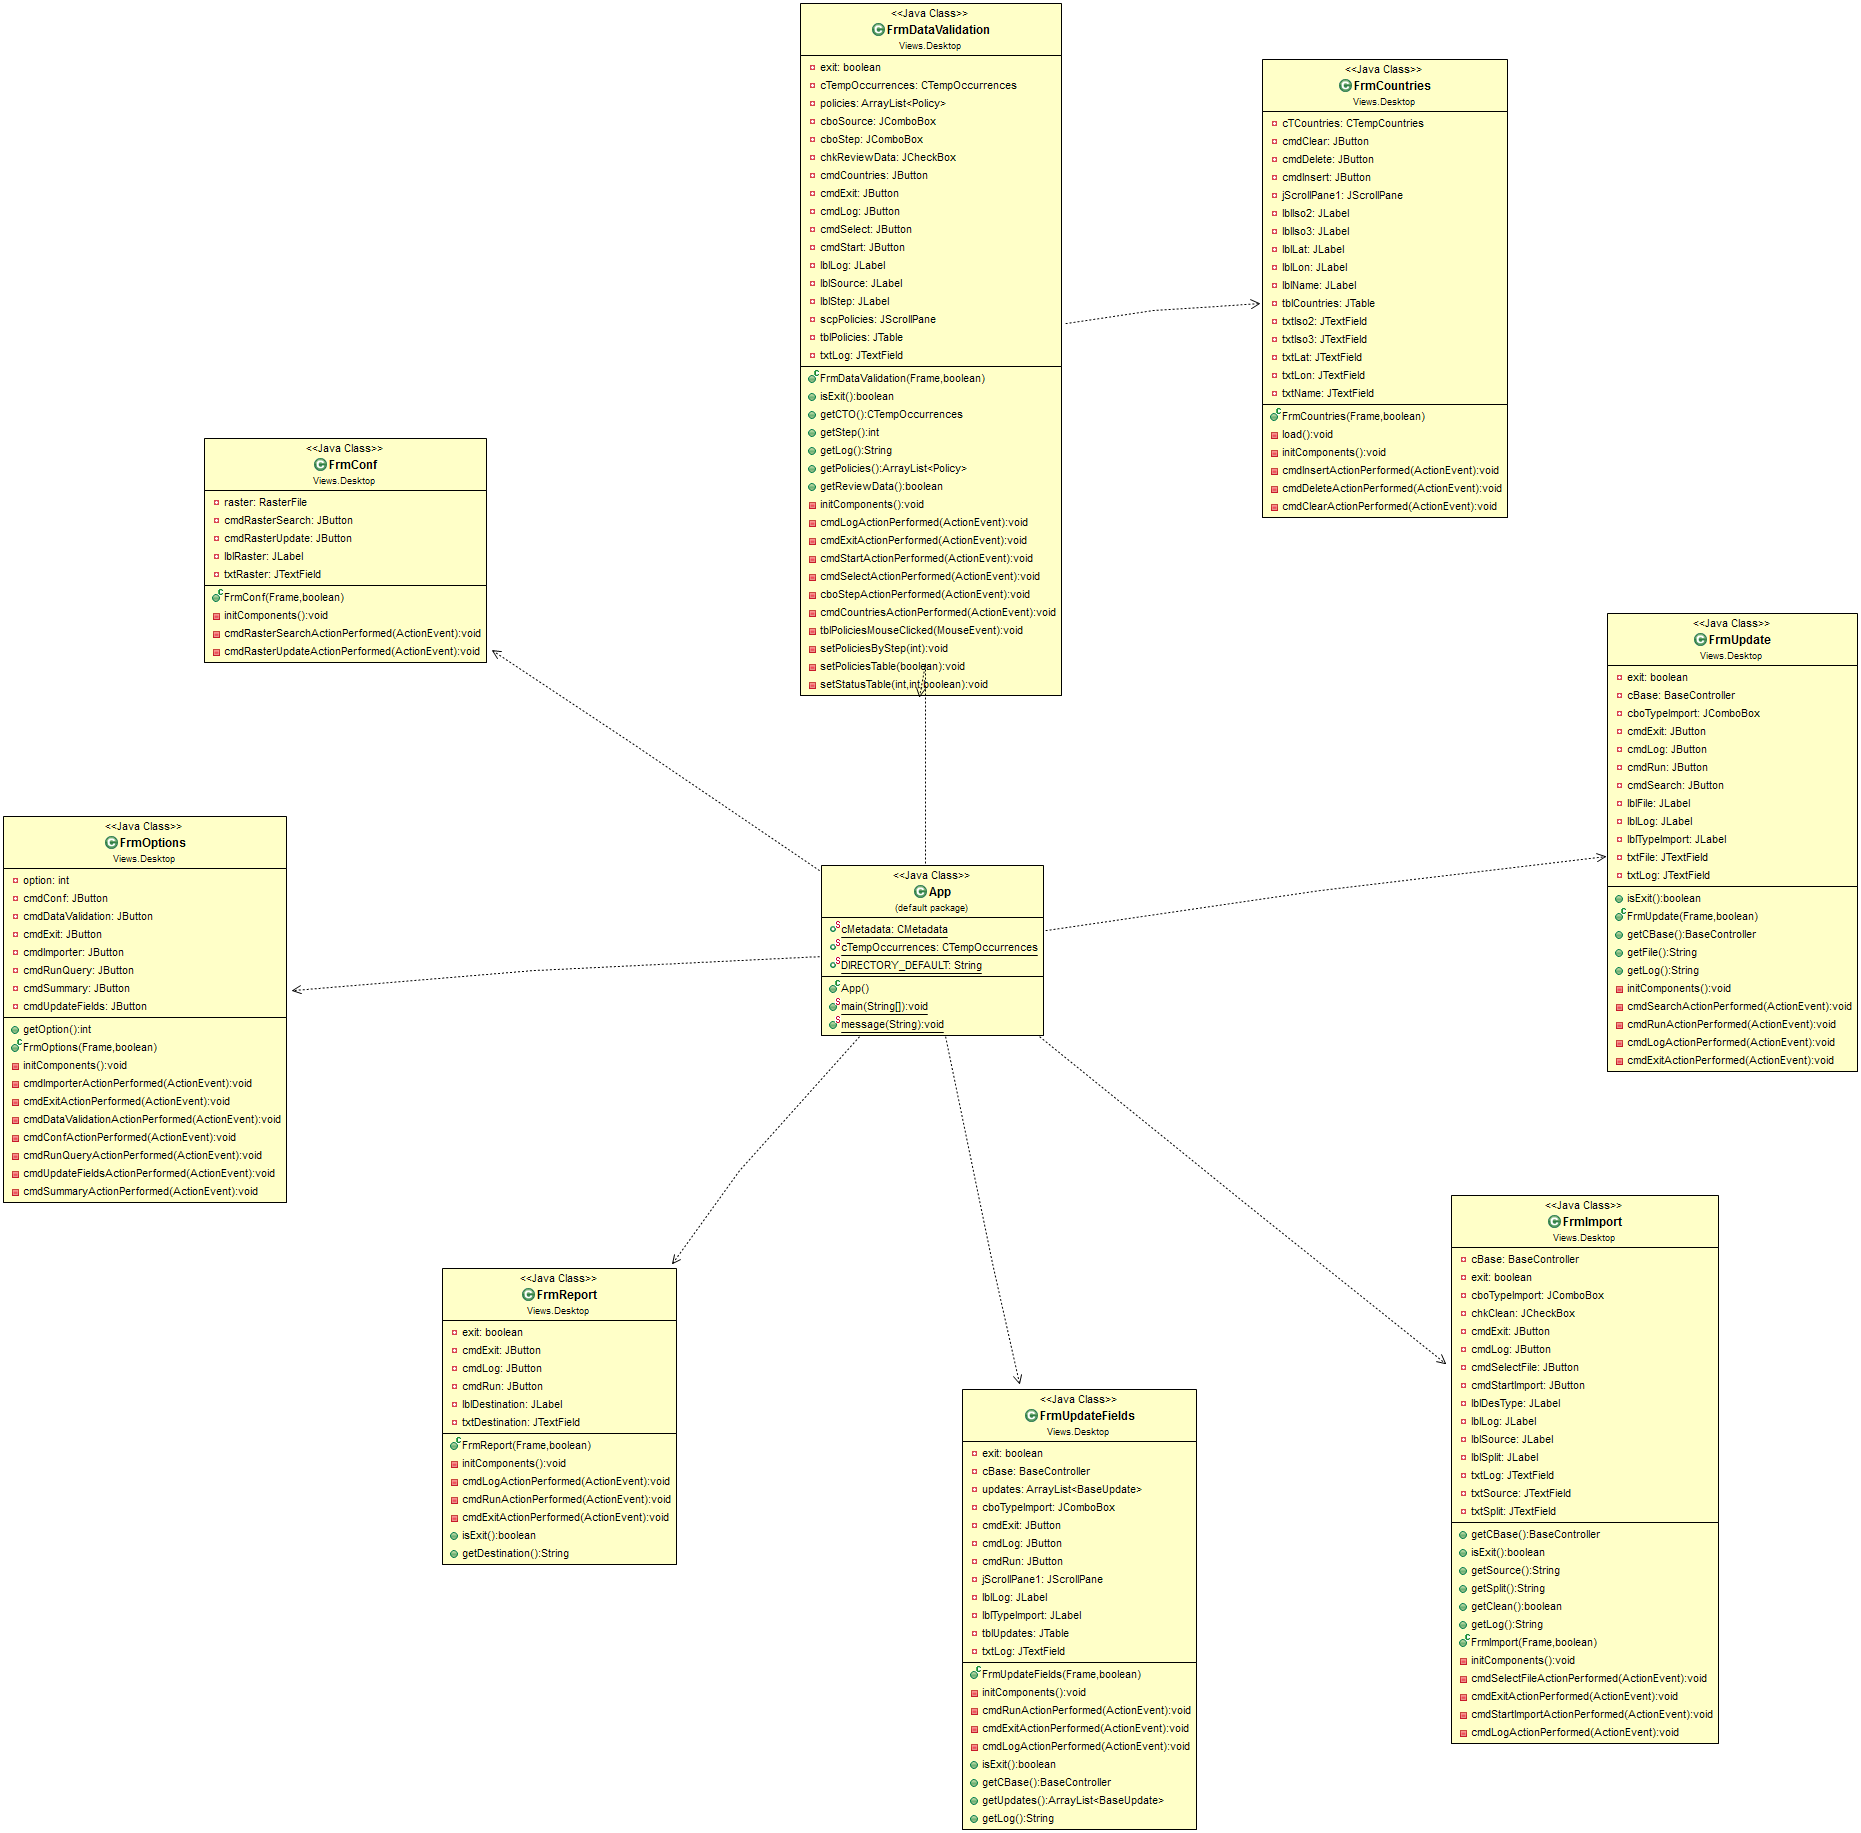 <<Java Class>>
FrmDataValidation
Views.Desktop
exit: boolean
cTempOccurrences: CTempOccurrences
policies: ArrayList<Policy>
cboSource: JComboBox
cboStep: JComboBox
chkReviewData: JCheckBox
cmdCountries: JButton
cmdExit: JButton
cmdLog: JButton
cmdSelect: JButton
cmdStart: JButton
lblLog: JLabel
lblSource: JLabel
lblStep: JLabel
scpPolicies: JScrollPane
tblPolicies: JTable
txtLog: JTextField
FrmDataValidation(Frame,boolean)
isExit():boolean
getCTO():CTempOccurrences
getStep():int
getLog():String
getPolicies():ArrayList<Policy>
getReviewData():boolean
initComponents():void
cmdLogActionPerformed(ActionEvent):void
cmdExitActionPerformed(ActionEvent):void
cmdStartActionPerformed(ActionEvent):void
cmdSelectActionPerformed(ActionEvent):void
cboStepActionPerformed(ActionEvent):void
cmdCountriesActionPerformed(ActionEvent):void
tblPoliciesMouseClicked(MouseEvent):void
setPoliciesByStep(int):void
setPoliciesTable(boolean):void
setStatusTable(int,int,boolean):void
<<Java Class>>
FrmCountries
Views.Desktop
cTCountries: CTempCountries
cmdClear: JButton
cmdDelete: JButton
cmdInsert: JButton
jScrollPane1: JScrollPane
lblIso2: JLabel
lblIso3: JLabel
lblLat: JLabel
lblLon: JLabel
lblName: JLabel
tblCountries: JTable
txtIso2: JTextField
txtIso3: JTextField
txtLat: JTextField
txtLon: JTextField
txtName: JTextField
FrmCountries(Frame,boolean)
load():void
initComponents():void
cmdInsertActionPerformed(ActionEvent):void
cmdDeleteActionPerformed(ActionEvent):void
cmdClearActionPerformed(ActionEvent):void
<<Java Class>>
FrmConf
Views.Desktop
raster: RasterFile
cmdRasterSearch: JButton
cmdRasterUpdate: JButton
lblRaster: JLabel
txtRaster: JTextField
FrmConf(Frame,boolean)
initComponents():void
cmdRasterSearchActionPerformed(ActionEvent):void
cmdRasterUpdateActionPerformed(ActionEvent):void
<<Java Class>>
FrmUpdate
Views.Desktop
exit: boolean
cBase: BaseController
cboTypeImport: JComboBox
cmdExit: JButton
cmdLog: JButton
cmdRun: JButton
cmdSearch: JButton
lblFile: JLabel
lblLog: JLabel
lblTypeImport: JLabel
txtFile: JTextField
txtLog: JTextField
isExit():boolean
FrmUpdate(Frame,boolean)
getCBase():BaseController
getFile():String
getLog():String
initComponents():void
cmdSearchActionPerformed(ActionEvent):void
cmdRunActionPerformed(ActionEvent):void
cmdLogActionPerformed(ActionEvent):void
cmdExitActionPerformed(ActionEvent):void
<<Java Class>>
FrmOptions
Views.Desktop
option: int
cmdConf: JButton
cmdDataValidation: JButton
cmdExit: JButton
cmdImporter: JButton
cmdRunQuery: JButton
cmdSummary: JButton
cmdUpdateFields: JButton
getOption():int
FrmOptions(Frame,boolean)
initComponents():void
cmdImporterActionPerformed(ActionEvent):void
cmdExitActionPerformed(ActionEvent):void
cmdDataValidationActionPerformed(ActionEvent):void
cmdConfActionPerformed(ActionEvent):void
cmdRunQueryActionPerformed(ActionEvent):void
cmdUpdateFieldsActionPerformed(ActionEvent):void
cmdSummaryActionPerformed(ActionEvent):void
<<Java Class>>
App
(default package)
cMetadata: CMetadata
cTempOccurrences: CTempOccurrences
DIRECTORY_DEFAULT: String
App()
main(String[]):void
message(String):void
<<Java Class>>
FrmReport
Views.Desktop
exit: boolean
cmdExit: JButton
cmdLog: JButton
cmdRun: JButton
lblDestination: JLabel
txtDestination: JTextField
FrmReport(Frame,boolean)
initComponents():void
cmdLogActionPerformed(ActionEvent):void
cmdRunActionPerformed(ActionEvent):void
cmdExitActionPerformed(ActionEvent):void
isExit():boolean
getDestination():String
<<Java Class>>
FrmUpdateFields
Views.Desktop
exit: boolean
cBase: BaseController
updates: ArrayList<BaseUpdate>
cboTypeImport: JComboBox
cmdExit: JButton
cmdLog: JButton
cmdRun: JButton
jScrollPane1: JScrollPane
lblLog: JLabel
lblTypeImport: JLabel
tblUpdates: JTable
txtLog: JTextField
FrmUpdateFields(Frame,boolean)
initComponents():void
cmdRunActionPerformed(ActionEvent):void
cmdExitActionPerformed(ActionEvent):void
cmdLogActionPerformed(ActionEvent):void
isExit():boolean
getCBase():BaseController
getUpdates():ArrayList<BaseUpdate>
getLog():String
<<Java Class>>
FrmImport
Views.Desktop
cBase: BaseController
exit: boolean
cboTypeImport: JComboBox
chkClean: JCheckBox
cmdExit: JButton
cmdLog: JButton
cmdSelectFile: JButton
cmdStartImport: JButton
lblDesType: JLabel
lblLog: JLabel
lblSource: JLabel
lblSplit: JLabel
txtLog: JTextField
txtSource: JTextField
txtSplit: JTextField
getCBase():BaseController
isExit():boolean
getSource():String
getSplit():String
getClean():boolean
getLog():String
FrmImport(Frame,boolean)
initComponents():void
cmdSelectFileActionPerformed(ActionEvent):void
cmdExitActionPerformed(ActionEvent):void
cmdStartImportActionPerformed(ActionEvent):void
cmdLogActionPerformed(ActionEvent):void